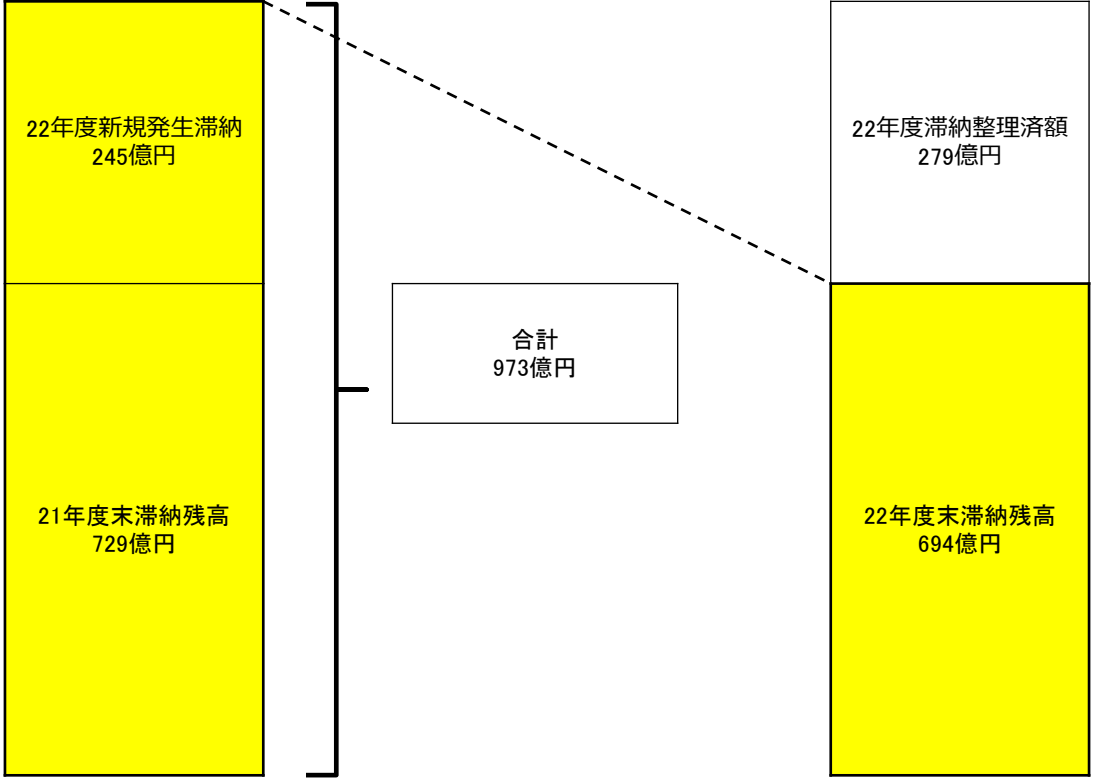 22年度新規発生滞納
245億円
21年度末滞納残高
729億円
合計
973億円
22年度滞納整理済額
279億円
22年度末滞納残高
694億円